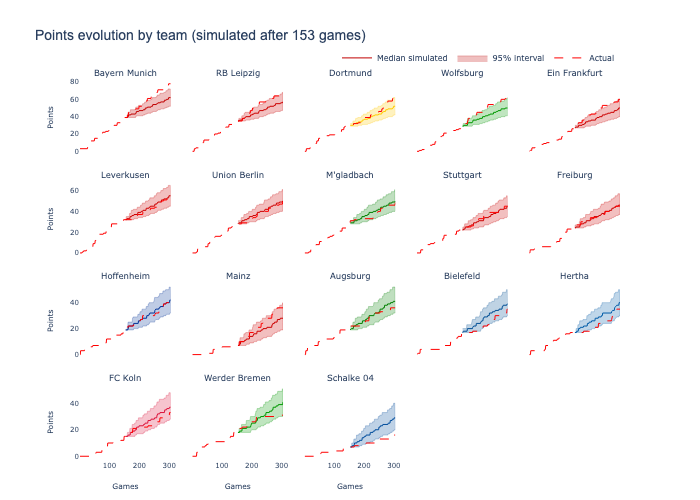 Points evolution by team (simulated after 153 games)
Median simulated 95% interval Actual
Bayern Munich RB Leipzig Dortmund Wolfsburg Ein Frankfurt
80
60
40
20
0
Points
Leverkusen Union Berlin M'gladbach Stuttgart Freiburg
60
40
20
0
Points
Hoffenheim Mainz Augsburg Bielefeld Hertha
40
20
0
Points
FC Koln Werder Bremen Schalke 04
40
20
0
Points
100 200 300 100 200 300 100 200 300
Games Games Games